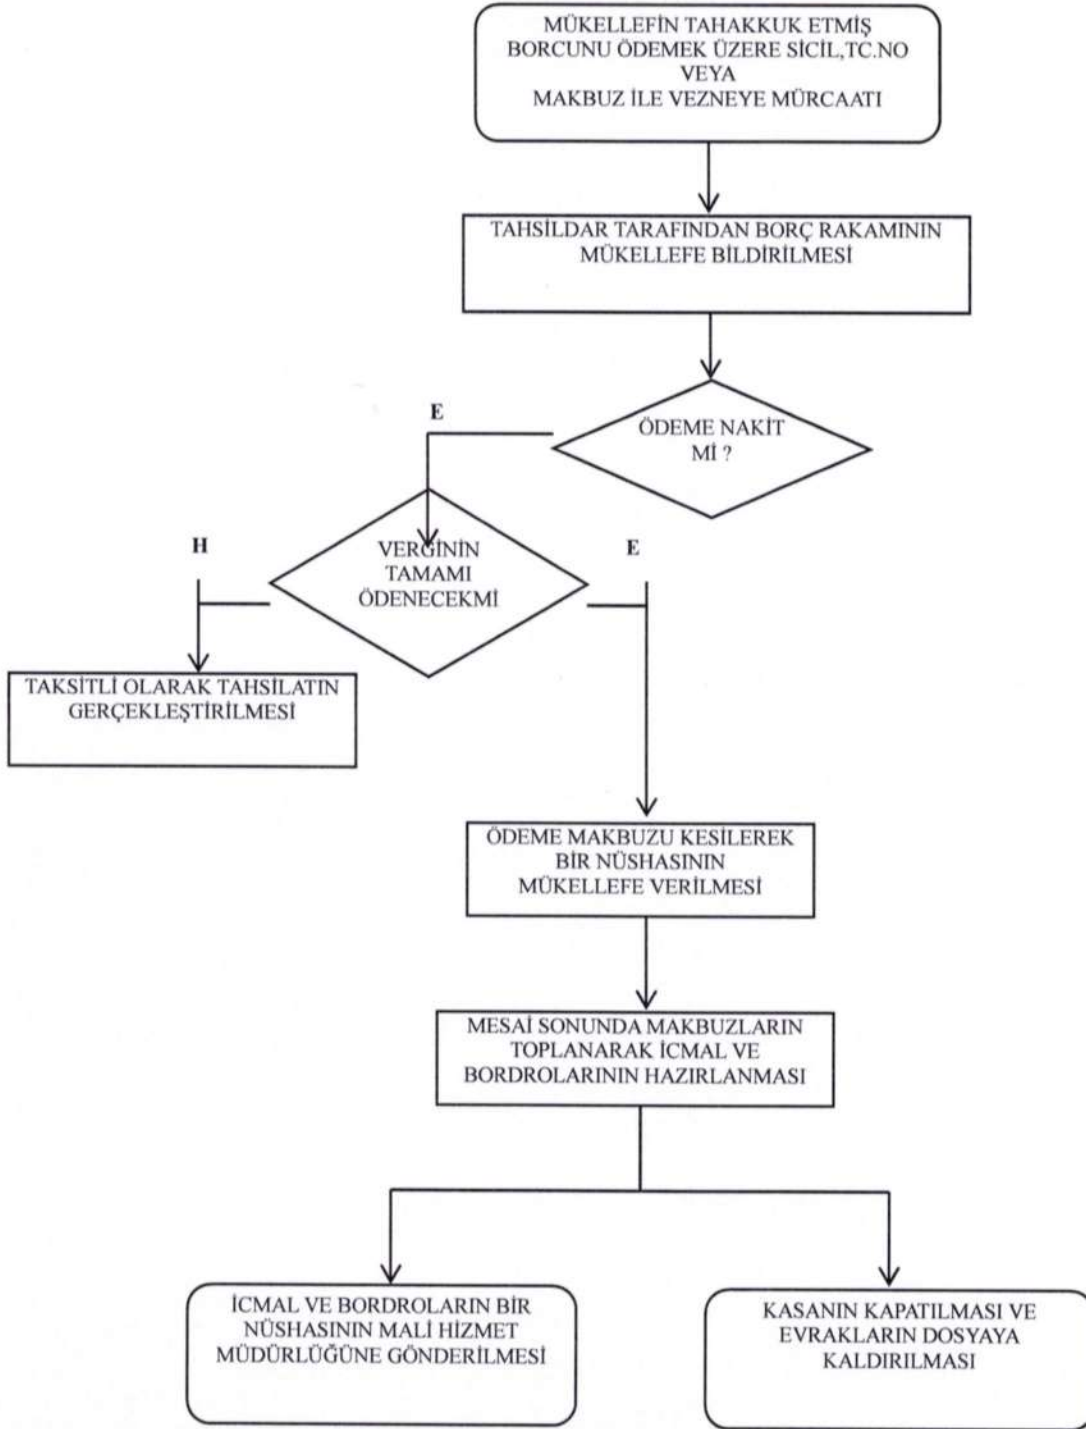 MÜKELLEFİN TAHAKKUK ETMİŞ
BORCUNU ÖDEMEK ÜZERE SİCİL,TC.NO
VEYA
MAKBUZ İLE VEZNEYE MÜRCAATI
TAHSİLDAR TARAFINDAN BORÇ RAKAMININ
MÜKELLEFE BİLDİRİLMESİ
E
ÖDEME NAKİT
Mİ ?
H
VERGİNİN
TAMAMI
ÖDENECEKMİ
E
TAKSİTLİ OLARAK TAHSİLATIN
GERÇEKLEŞTİRİLMESİ
ÖDEME MAKBUZU KESİLEREK
BİR NÜSHASININ
MÜKELLEFE VERİLMESİ
MESAİ SONUNDA MAKBUZLARIN
TOPLANARAK İCMAL VE
BORDROLARININ HAZIRLANMASI
İCMAL VE BORDROLARIN BİR
NÜSHASININ MALİ HİZMET
MÜDÜRLÜĞÜNE GÖNDERİLMESİ
KASANIN KAPATILMASI VE
EVRAKLARIN DOSYAYA
KALDIRILMASI